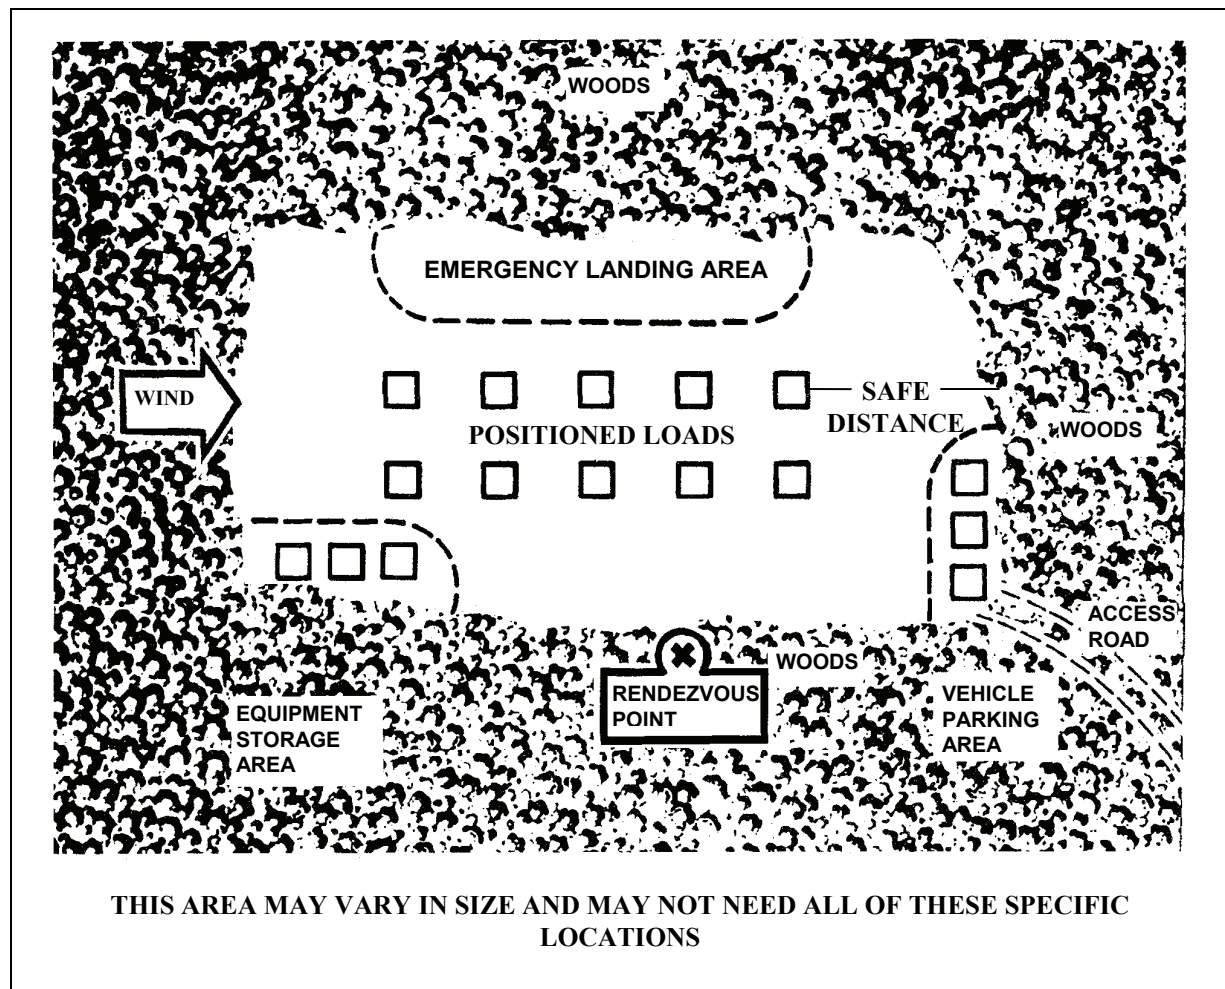 WOODS
EMERGENCY LANDING AREA
WIND
SAFE
DISTANCE
POSITIONED LOADS
WOODS
ACCESS
ROAD
WOODS
RENDEZVOUS
POINT
VEHICLE
PARKING
AREA
EQUIPMENT
STORAGE
AREA
THIS AREA MAY VARY IN SIZE AND MAY NOT NEED ALL OF THESE SPECIFIC
LOCATIONS